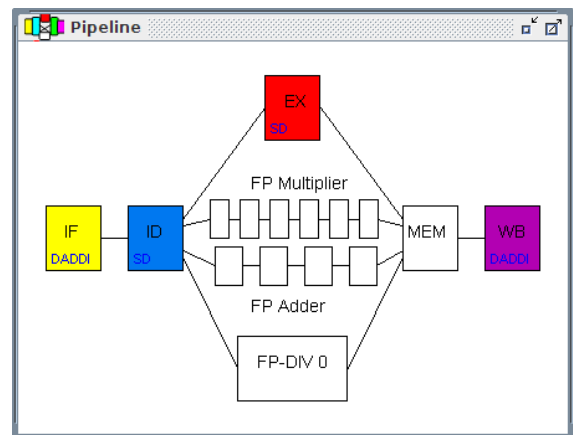 Pipeline
EX
SD
FP Multiplier
IF
DADDI
ID
SD
MEM
WB
DADDI
FP Adder
FP-DIV 0